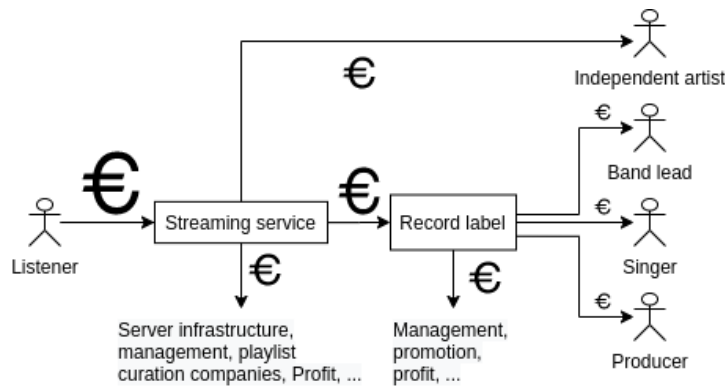 €
Independent artist
€
Band lead
€
€
€
Streaming service
Record label
Listener
€
Singer
€
€
€
Server infrastructure,
management, playlist
curation companies, Profit, ...
Management,
promotion,
profit, ...
Producer